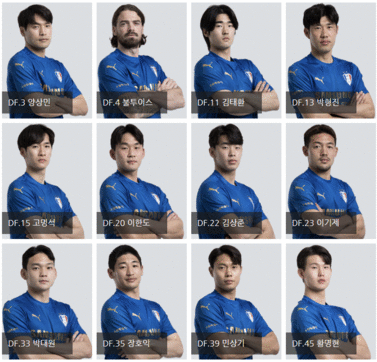 DF.3 양상민
DF.4 불투이스
DF.11 김태환
DF.13 박형진
DF.15 고명석
DF.20 이한도
DF.22 김상준
DF.23 이기제
DF.33 박대원
DF.35 장호익
DF.39 민상기
DF.45 황명현